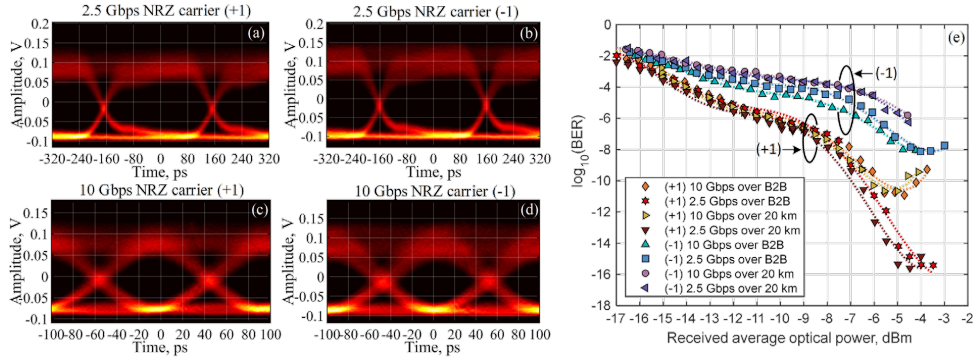 2.5 Gbps NRZ carrier (+1)
(a)
Amplitude, V
0.2
0.15
0.1
0.05
0
-0.05
-0.1
-320 -240 -160 -80 0 80 160 240 320
Time, ps
2.5 Gbps NRZ carrier (-1)
(b)
Amplitude, V
0.2
0.15
0.1
0.05
0
-0.05
-0.1
-320 -240 -160 -80 0 80 160 240 320
Time, ps
10 Gbps NRZ carrier (+1)
(c)
Amplitude, V
0.15
0.1
0.05
0
-0.05
-0.1
-100 -80 -60 -40 -20 0 20 40 60 80 100
Time, ps
10 Gbps NRZ carrier (-1)
(d)
Amplitude, V
0.15
0.1
0.05
0
-0.05
-0.1
-100 -80 -60 -40 -20 0 20 40 60 80 100
Time, ps
(e)
log10(BER)
0
-2
-4
-6
-8
-10
-12
-14
-16
-18
(-1)
(+1)
(+1) 10 Gbps over B2B
(+1) 2.5 Gbps over B2B
(+1) 10 Gbps over 20 km
(+1) 2.5 Gbps over 20 km
(-1) 10 Gbps over B2B
(-1) 2.5 Gbps over B2B
(-1) 10 Gbps over 20 km
(-1) 2.5 Gbps over 20 km
-17 -16 -15 -14 -13 -12 -11 -10 -9 -8 -7 -6 -5 -4 -3 -2
Received average optical power, dBm